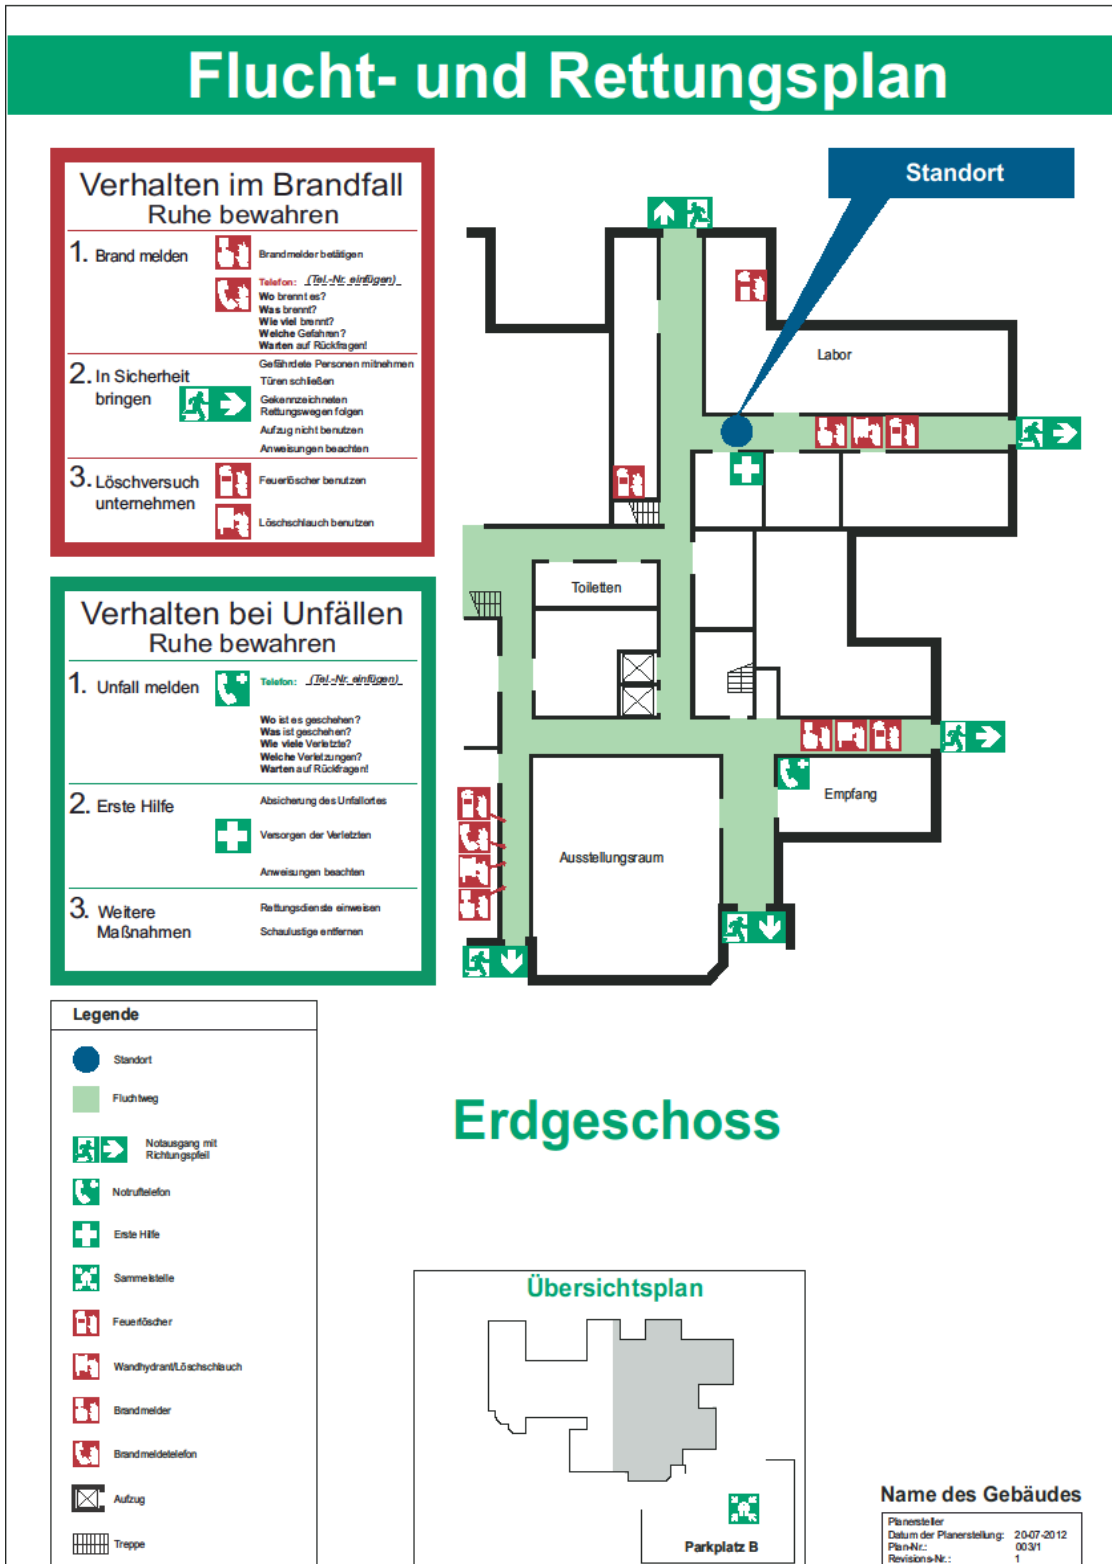 Flucht- und Rettungsplan
Verhalten im Brandfall
Ruhe bewahren
1. Brand melden
Brandmelder betätigen
Telefon: (Tel.-Nr. einfügen)
Wo brennt es?
Was brennt?
Wie viel brennt?
Welche Gefahren?
Warten auf Rückfragen!
2. In Sicherheit
bringen
Gefährdete Personen mitnehmen
Türen schließen
Gekennzeichneten
Rettungswegen folgen
Aufzug nicht benutzen
Anweisungen beachten
3. Löschversuch
unternehmen
Feuerlöscher benutzen
Löschschlauch benutzen
Verhalten bei Unfällen
Ruhe bewahren
1. Unfall melden
Telefon: (Tel.-Nr. einfügen)
Wo ist es geschehen?
Was ist geschehen?
Wie viele Verletzte?
Welche Verletzungen?
Warten auf Rückfragen!
2. Erste Hilfe
Absicherung des Unfallortes
Versorgen der Verletzten
Anweisungen beachten
3. Weitere
Maßnahmen
Rettungsdienste einweisen
Schaulustige entfernen
Standort
Labor
Toiletten
Empfang
Ausstellungsraum
Legende
Standort
Fluchtweg
Notausgang mit
Richtungspfeil
Notruftelefon
Erste Hilfe
Sammelstelle
Feuerlöscher
Wandhydrant/Löschschlauch
Brandmelder
Brandmeldetelefon
Aufzug
Treppe
Erdgeschoss
Übersichtsplan
Parkplatz B
Name des Gebäudes
Planersteller
Datum der Planerstellung: 20-07-2012
Plan-Nr.: 003/1
Revisions-Nr.: 1